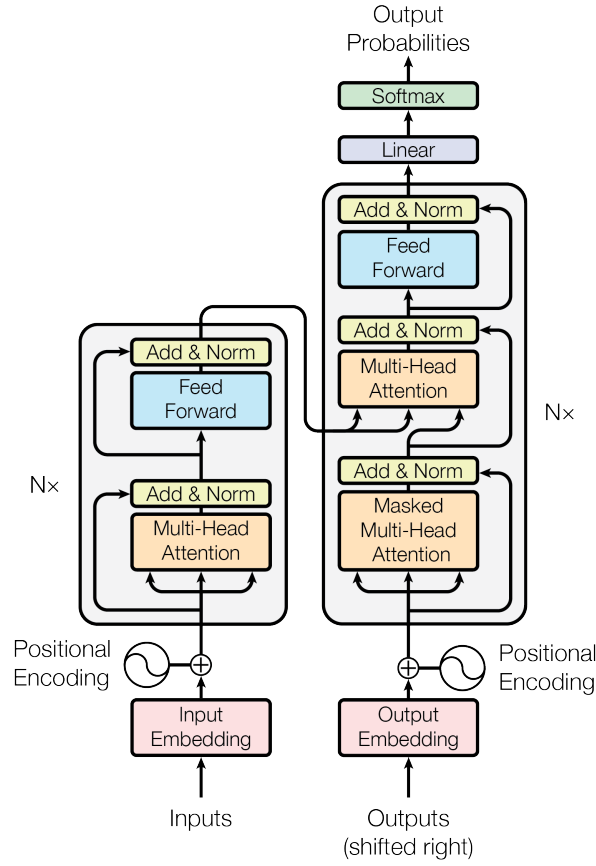 Output
Probabilities
Softmax
Linear
Add & Norm
Feed
Forward
Add & Norm
Multi-Head
Attention
Nx
Add & Norm
Masked
Multi-Head
Attention
Add & Norm
Feed
Forward
Nx
Add & Norm
Multi-Head
Attention
Positional
Encoding
Positional
Encoding
Input
Embedding
Output
Embedding
Inputs
Outputs
(shifted right)